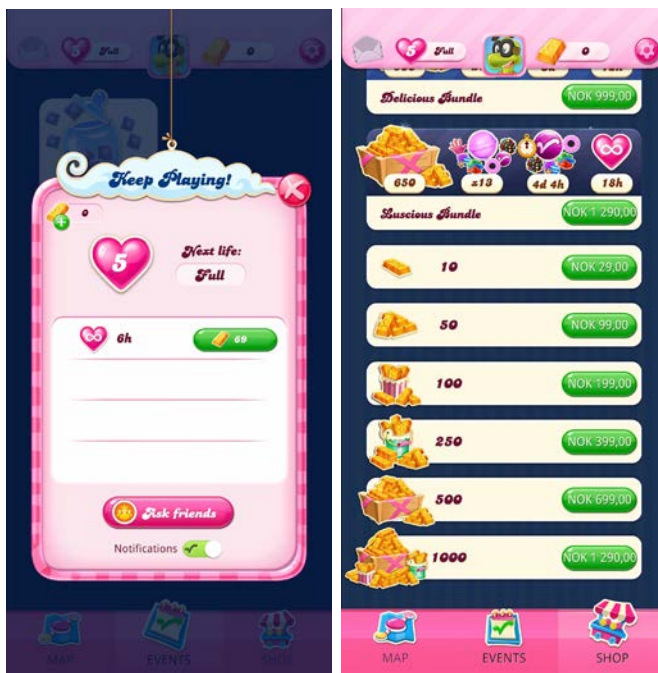 5 Full 0
Keep Playing!
0
5
Next life:
Full
6h 69
Ask friends
Notifications
MAP EVENTS SHOP
5 Full 0
Delicious Bundle NOK 999,00
650 x13 4d 4h 18h
Luscious Bundle NOK 1 290,00
10 NOK 29,00
50 NOK 99,00
100 NOK 199,00
250 NOK 399,00
500 NOK 699,00
1000 NOK 1 290,00
MAP EVENTS SHOP